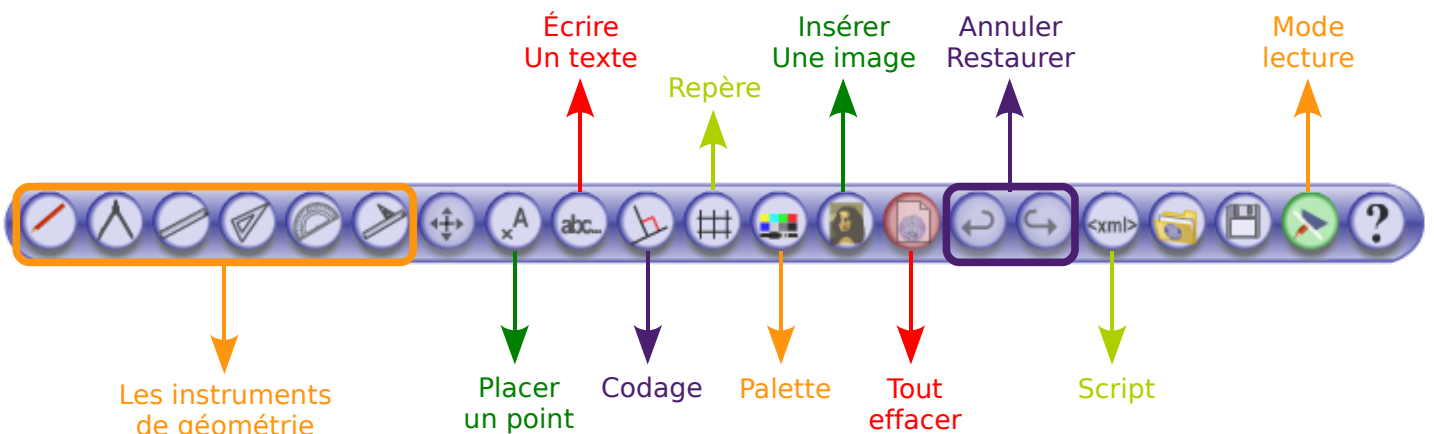 Écrire
Un texte
Insérer
Une image
Annuler
Restaurer
Mode
lecture
Repère
A
x
abc...
<xml>
?
Les instruments
de géométrie
Placer
un point
Codage
Palette
Tout
effacer
Script